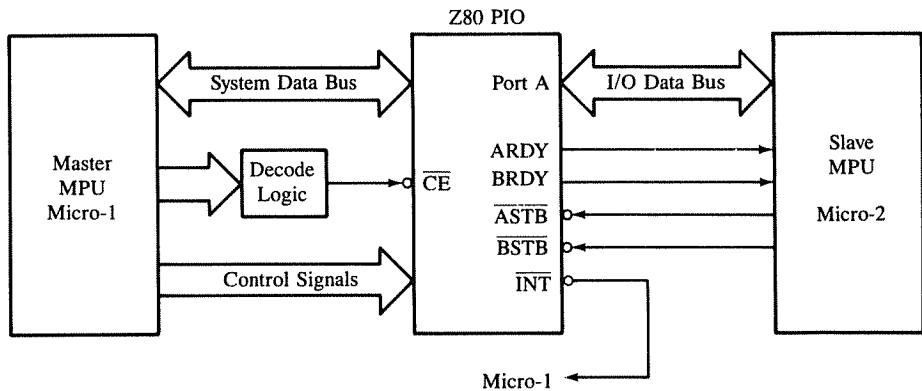 Z80 PIO
System Data Bus
Port A
I/O Data Bus
Master
MPU
Micro-1
Decode
Logic
CE
ARDY
BRDY
ASTB
BSTB
INT
Slave
MPU
Micro-2
Control Signals
Micro-1